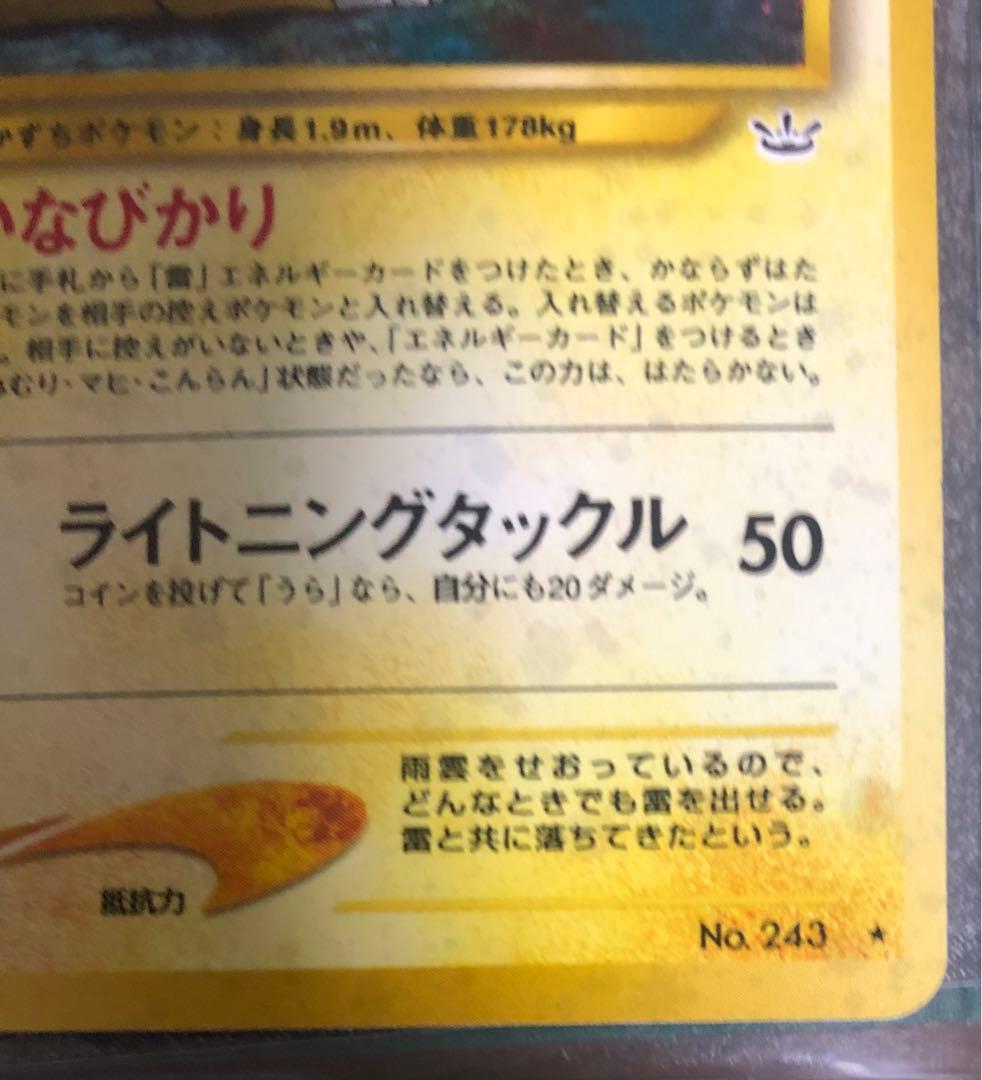 かずちポケモン：身長1.9m、体重178kg
いなびかり
に手札から「雷」エネルギーカードをつけたとき、かならずはた
モンを相手の控えポケモンと入れ替える。入れ替えるポケモンは
。相手に控えがいないときや、「エネルギーカード」をつけるとき
むり・マヒ・こんらん」状態だったなら、この力は、はたらかない。
ライトニングタックル 50
コインを投げて「うら」なら、自分にも20ダメージ。
雨雲をせおっているので、
どんなときでも雷を出せる。
雷と共に落ちてきたという。
抵抗力
No. 243 ★